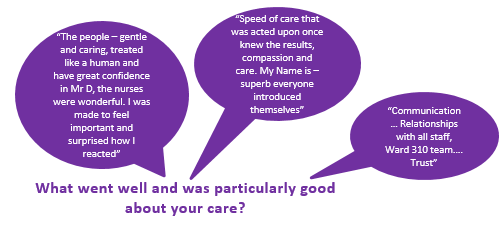 “The people – gentle
and caring, treated
like a human and
have great confidence
in Mr D, the nurses
were wonderful. I was
made to feel
important and
surprised how I
reacted”
“Speed of care that
was acted upon once
knew the results,
compassion and
care. My Name is –
superb everyone
introduced
themselves”
“Communication
… Relationships
with all staff,
Ward 310 team….
Trust”
What went well and was particularly good
about your care?